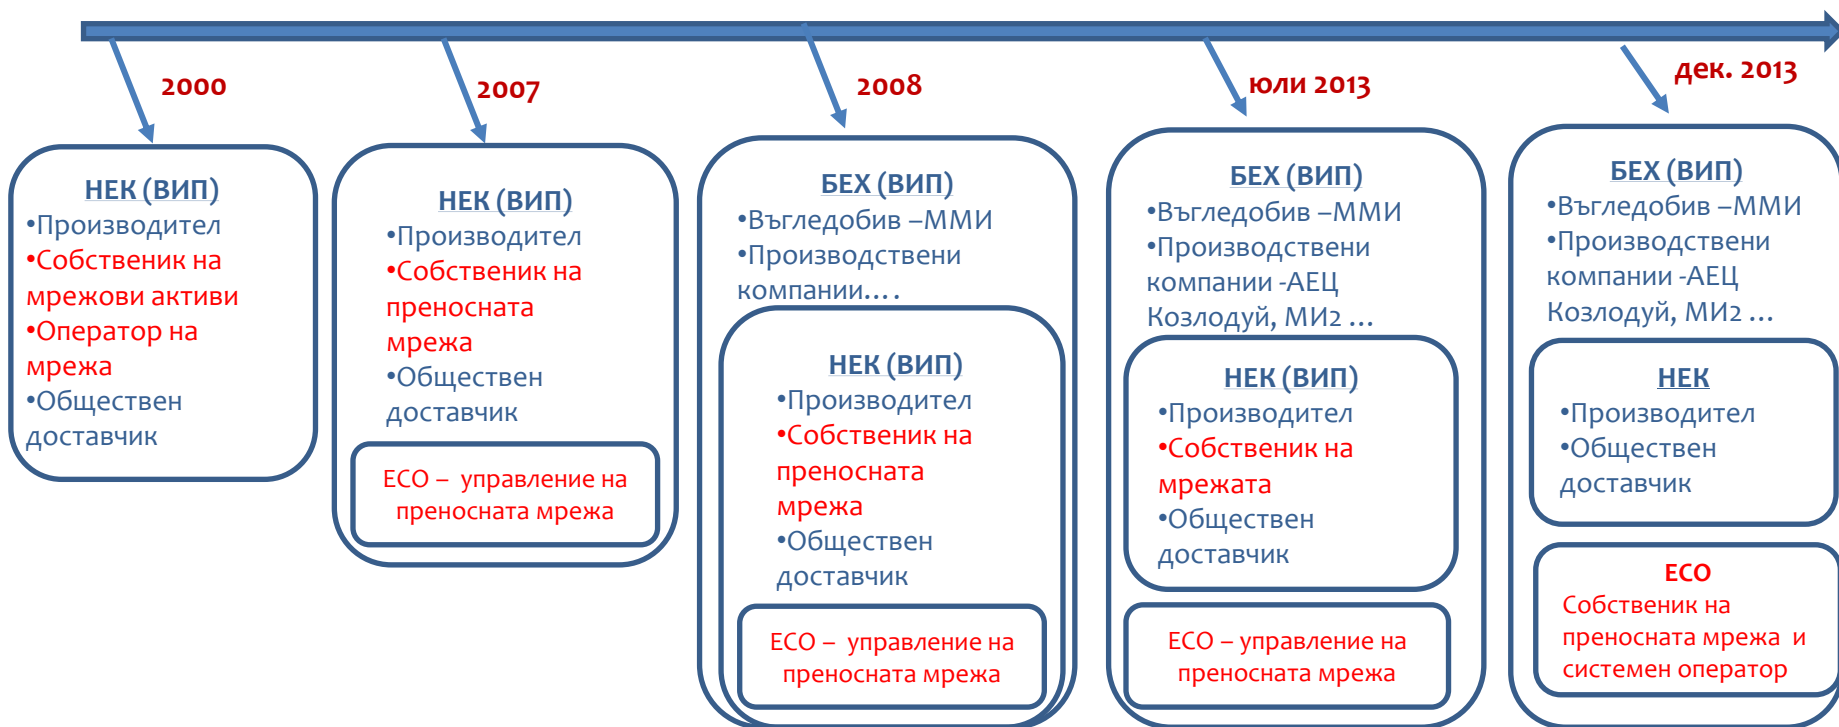 2000
2007
2008
юли 2013
дек. 2013
НЕК (ВИП)
•Производител
•Собственик на
мрежови активи
•Оператор на
мрежа
•Обществен
доставчик
НЕК (ВИП)
•Производител
•Собственик на
преносната
мрежа
•Обществен
доставчик
ЕСО – управление на
преносната мрежа
БЕХ (ВИП)
•Въгледобив –ММИ
•Производствени
компании….
НЕК (ВИП)
•Производител
•Собственик на
преносната
мрежа
•Обществен
доставчик
ЕСО – управление на
преносната мрежа
БЕХ (ВИП)
•Въгледобив –ММИ
•Производствени
компании -АЕЦ
Козлодуй, МИ2 …
НЕК (ВИП)
•Производител
•Собственик на
мрежата
•Обществен
доставчик
ЕСО – управление на
преносната мрежа
БЕХ (ВИП)
•Въгледобив –ММИ
•Производствени
компании -АЕЦ
Козлодуй, МИ2 …
НЕК
•Производител
•Обществен
доставчик
ЕСО
Собственик на
преносната мрежа и
системен оператор